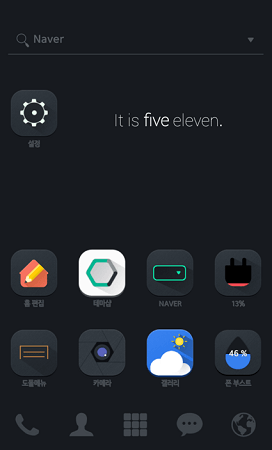 Naver
설정
It is five eleven.
홈 편집
테마샵
NAVER
13%
46 %
도돌메뉴
카메라
갤러리
폰 부스트